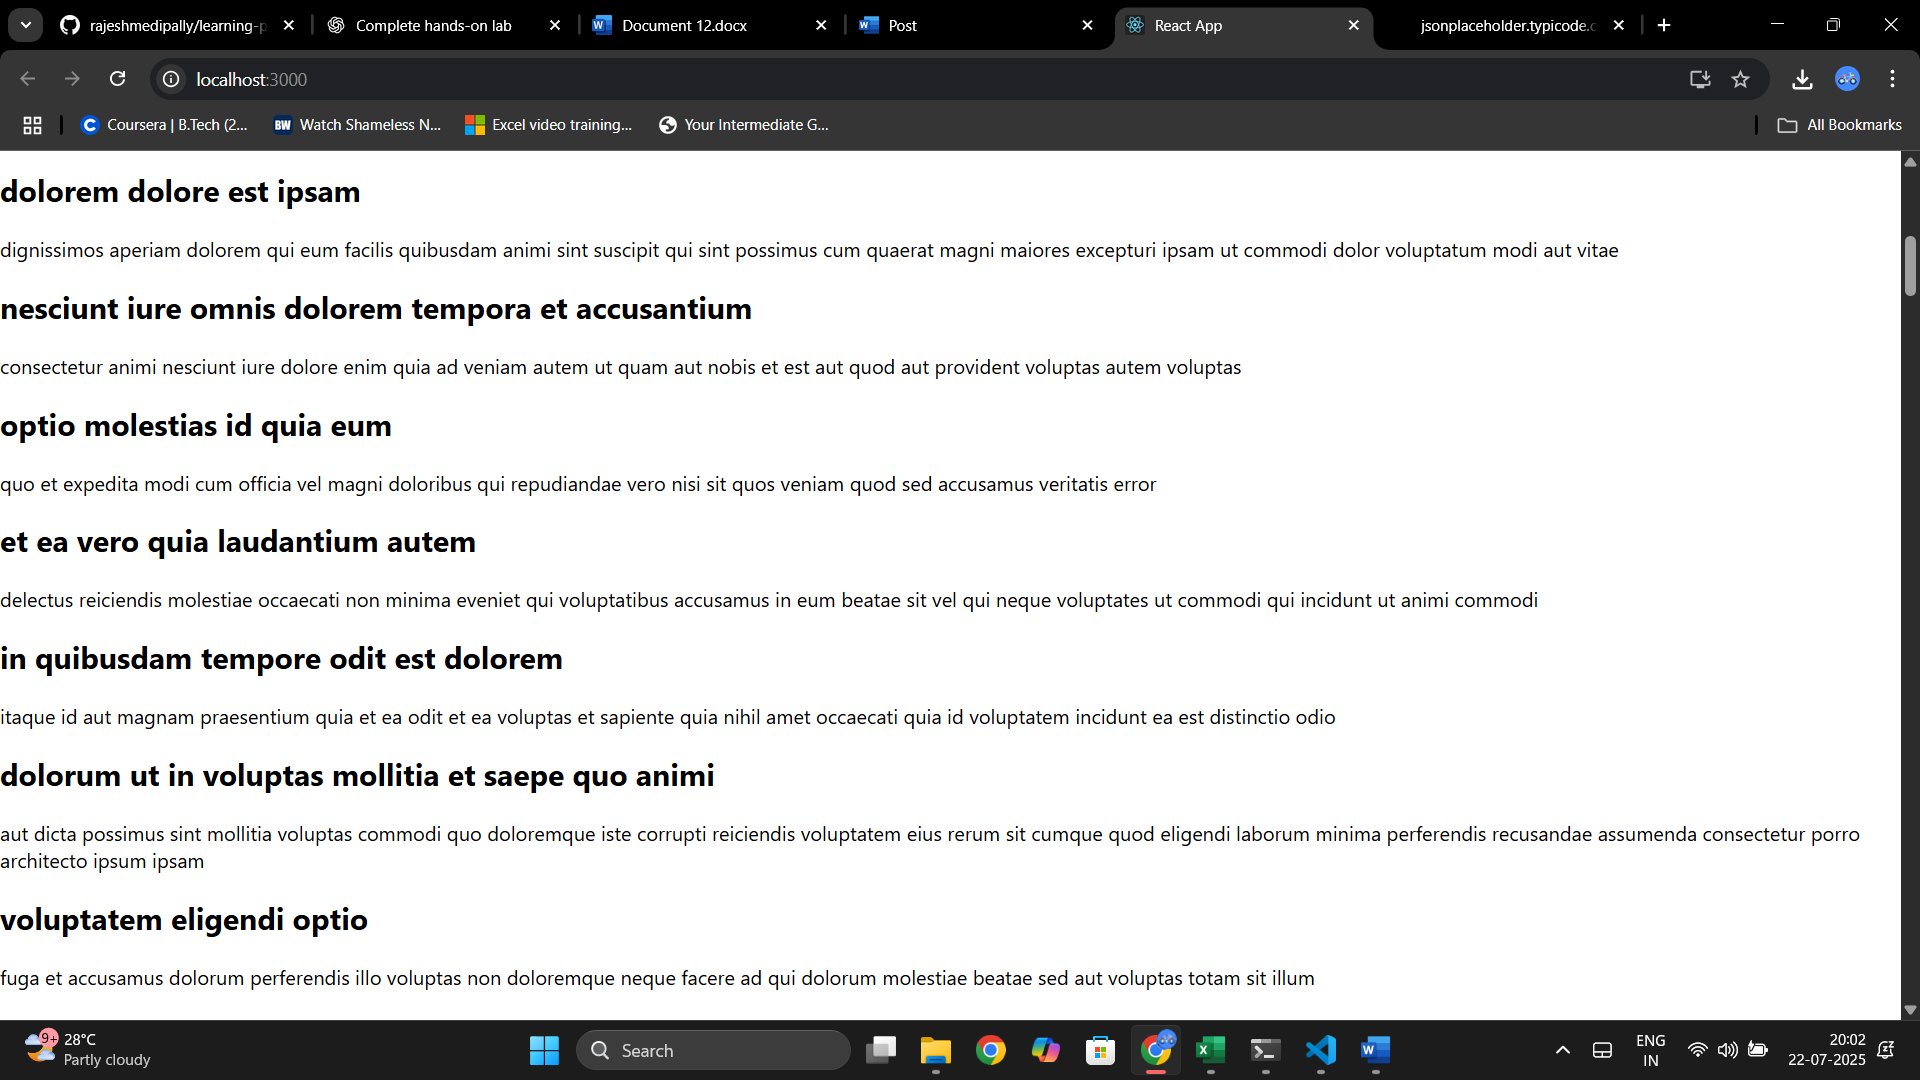 rajeshmedipally/learning-p
Complete hands-on lab
Document 12.docx
Post
React App
jsonplaceholder.typicode.c
localhost:3000
Coursera | B.Tech (2...
BW
Watch Shameless N...
Excel video training...
Your Intermediate G...
All Bookmarks
dolorem dolore est ipsam
dignissimos aperiam dolorem qui eum facilis quibusdam animi sint suscipit qui sint possimus cum quaerat magni maiores excepturi ipsam ut commodi dolor voluptatum modi aut vitae
nesciunt iure omnis dolorem tempora et accusantium
consectetur animi nesciunt iure dolore enim quia ad veniam autem ut quam aut nobis et est aut quod aut provident voluptas autem voluptas
optio molestias id quia eum
quo et expedita modi cum officia vel magni doloribus qui repudiandae vero nisi sit quos veniam quod sed accusamus veritatis error
et ea vero quia laudantium autem
delectus reiciendis molestiae occaecati non minima eveniet qui voluptatibus accusamus in eum beatae sit vel qui neque voluptates ut commodi qui incidunt ut animi commodi
in quibusdam tempore odit est dolorem
itaque id aut magnam praesentium quia et ea odit et ea voluptas et sapiente quia nihil amet occaecati quia id voluptatem incidunt ea est distinctio odio
dolorum ut in voluptas mollitia et saepe quo animi
aut dicta possimus sint mollitia voluptas commodi quo doloremque iste corrupti reiciendis voluptatem eius rerum sit cumque quod eligendi laborum minima perferendis recusandae assumenda consectetur porro
architecto ipsum ipsam
voluptatem eligendi optio
fuga et accusamus dolorum perferendis illo voluptas non doloremque neque facere ad qui dolorum molestiae beatae sed aut voluptas totam sit illum
9+
28°C
Partly cloudy
Search
ENG
IN
20:02
22-07-2025